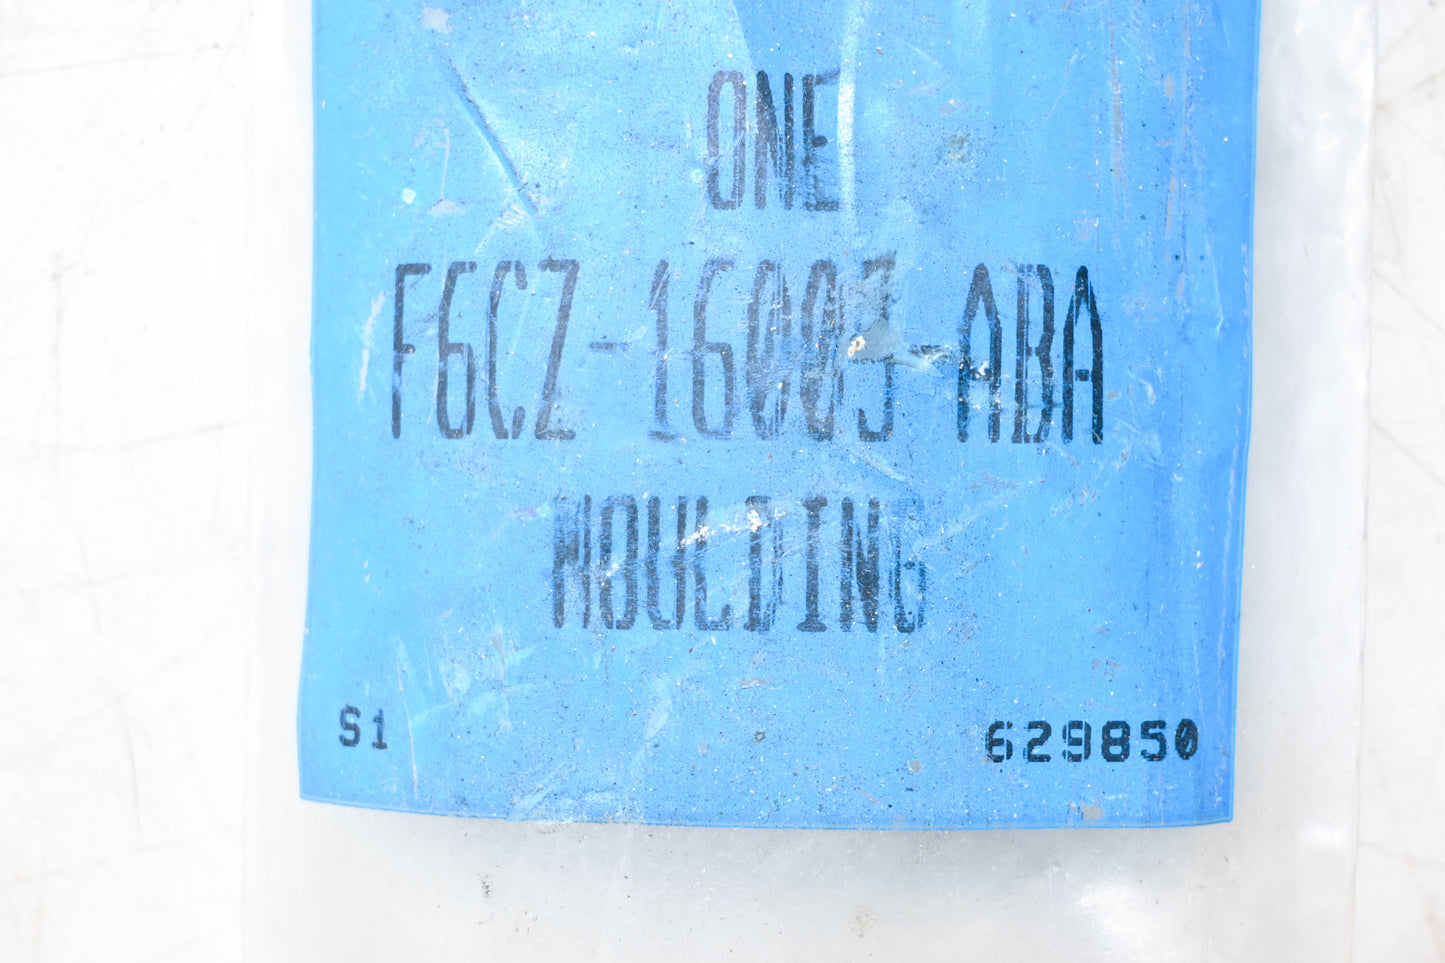 ONE
F6CZ-16003-ABA
MOULDING
S1 629850